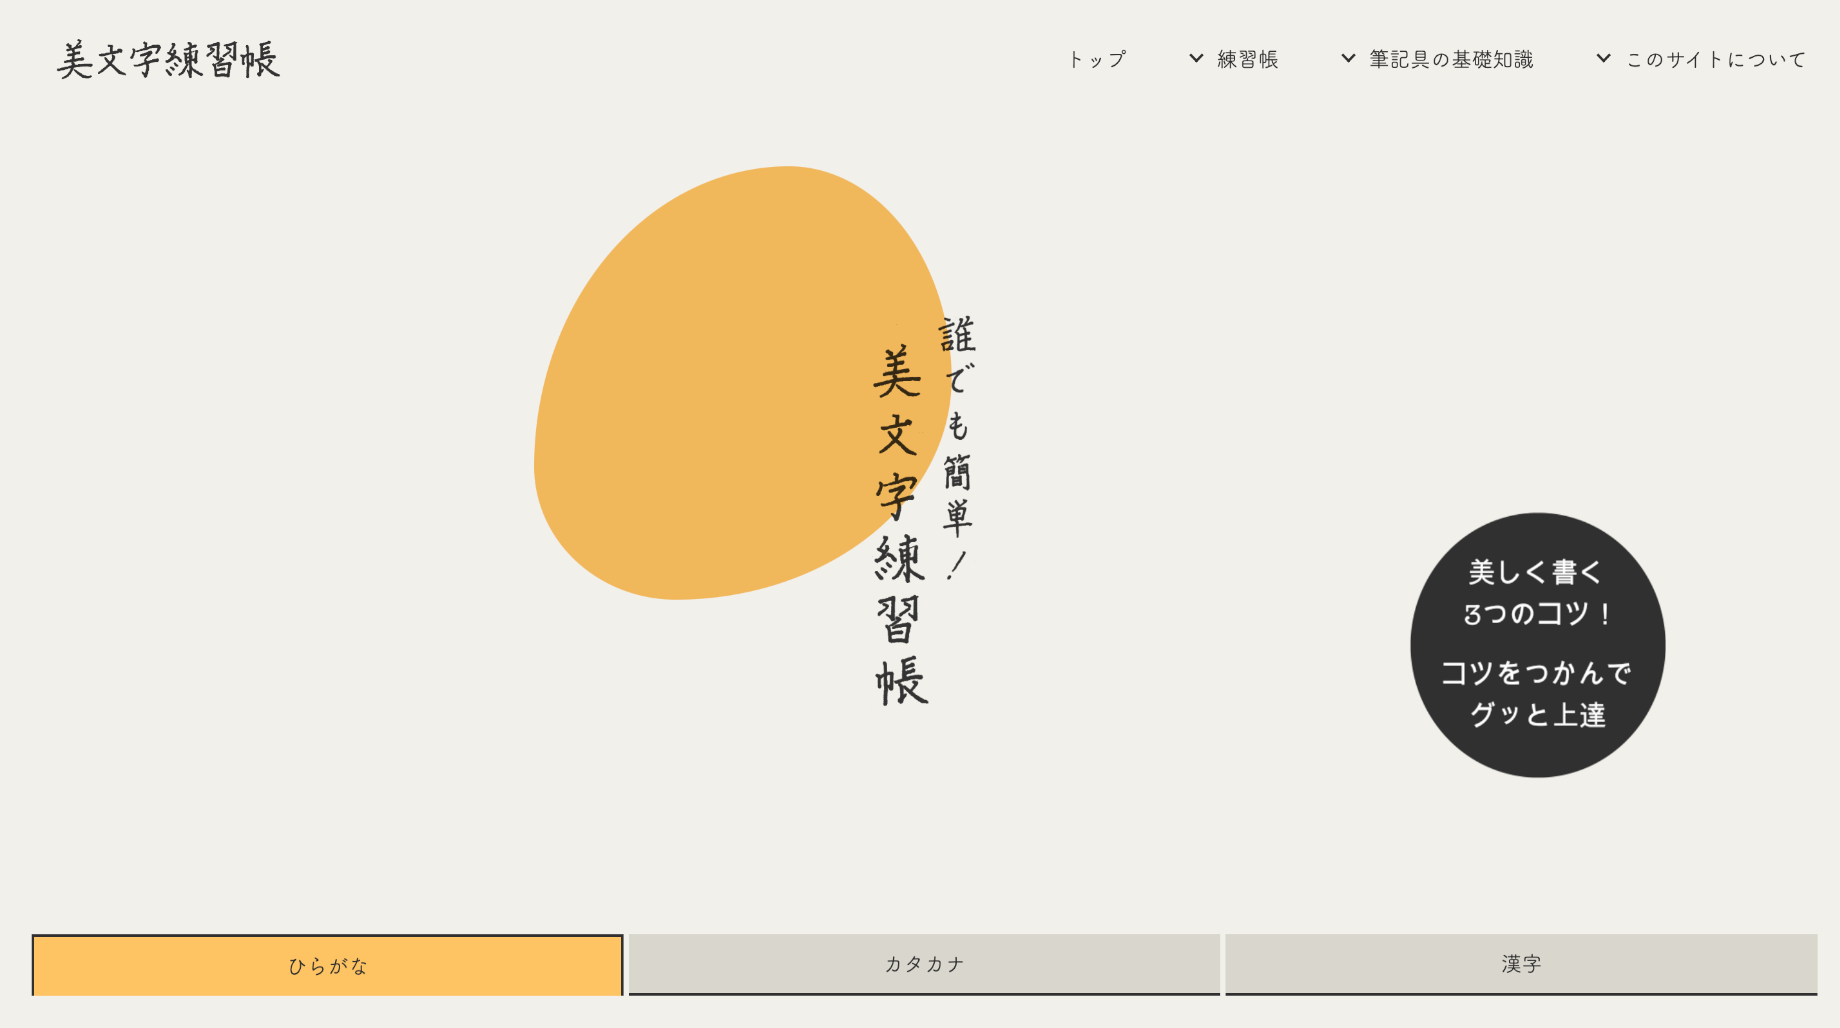 美文字練習帳
トップ
練習帳
筆記具の基礎知識
このサイトについて
誰でも簡単！
美文字練習帳
美しく書く
3つのコツ！
コツをつかんで
グッと上達
ひらがな
カタカナ
漢字